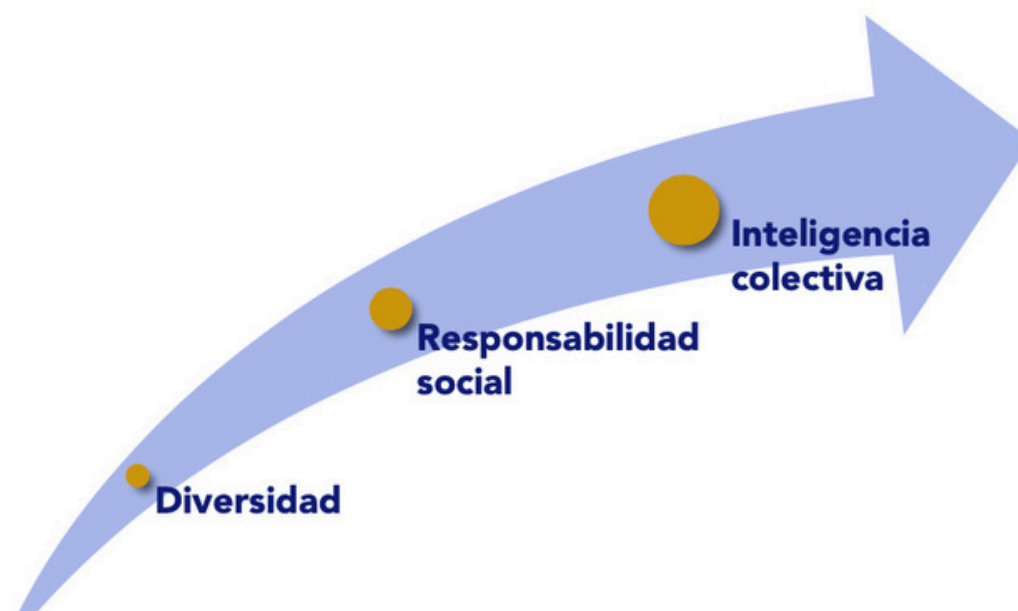 Inteligencia
colectiva
Responsabilidad
social
Diversidad